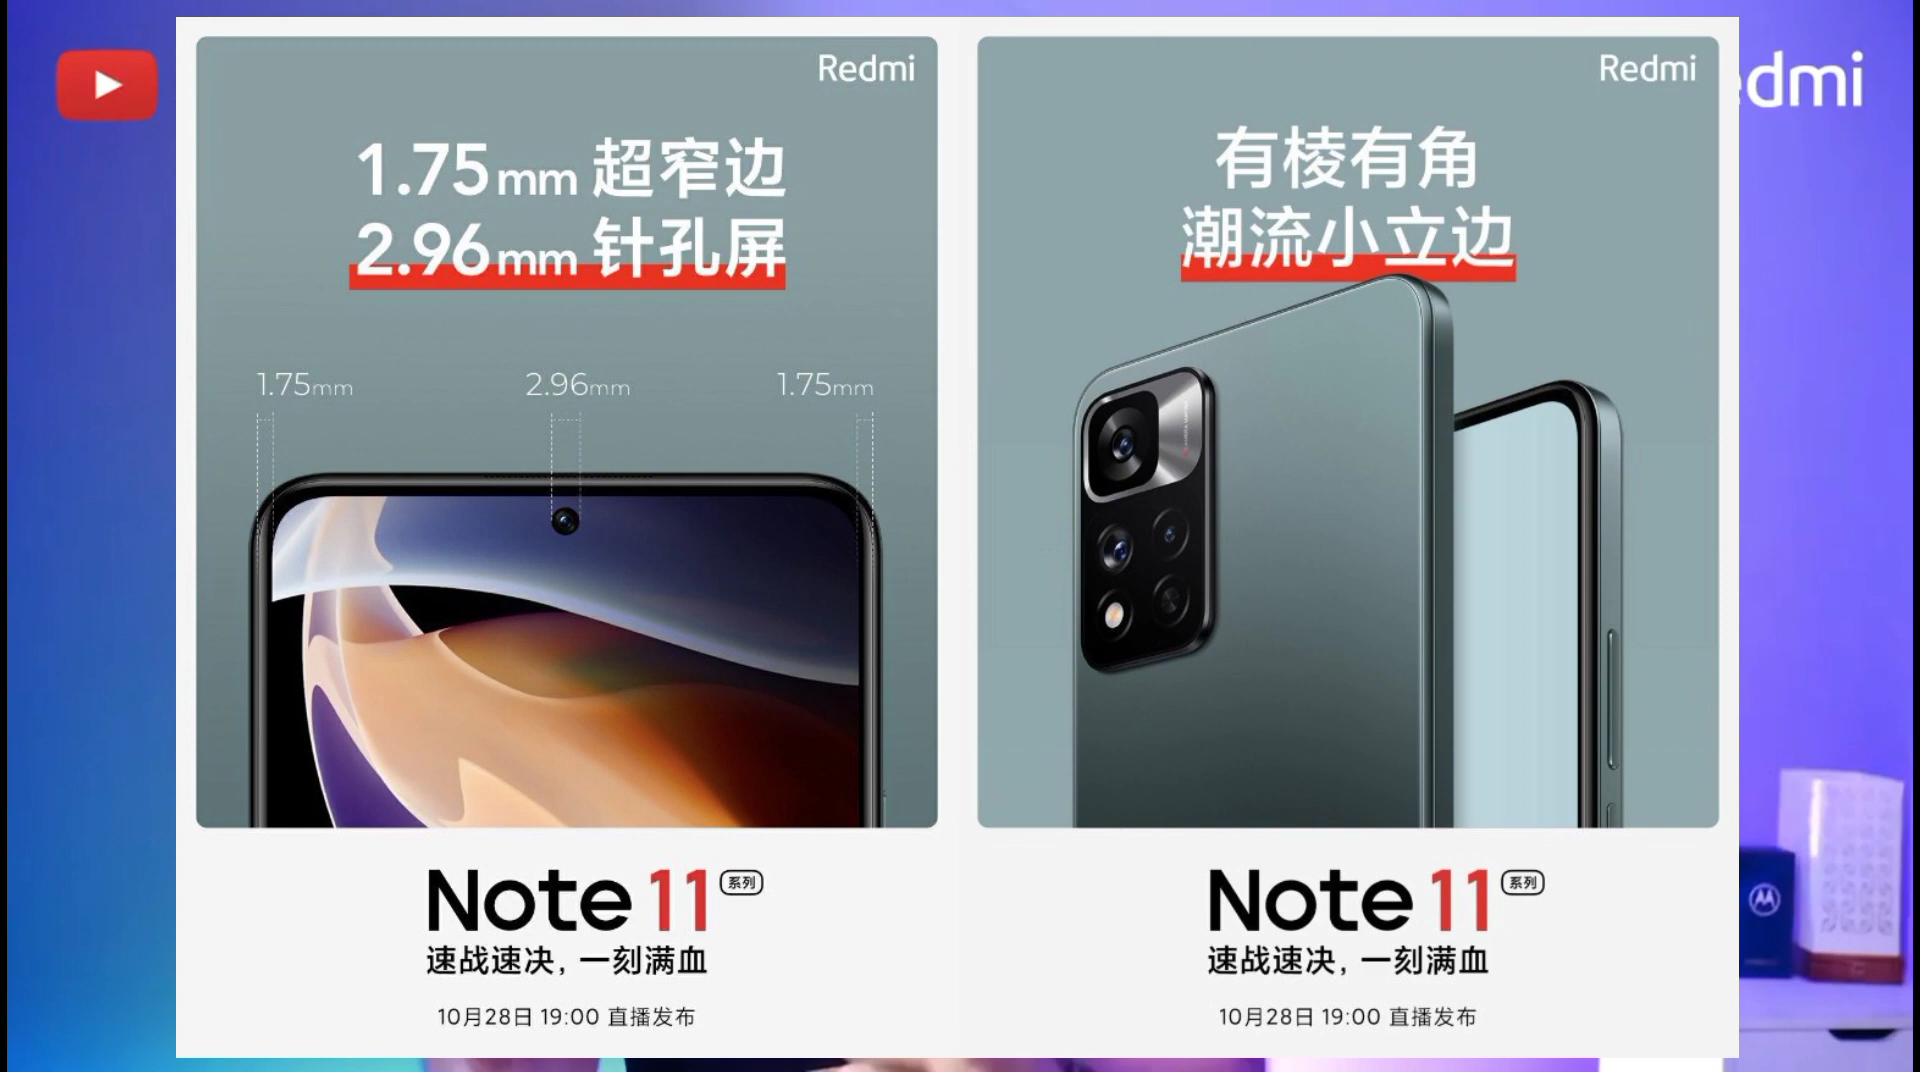 Redmi
1.75mm 超窄边
2.96mm 针孔屏
1.75mm
2.96mm
1.75mm
Note 11 系列
速战速决，一刻满血
10月28日 19:00 直播发布
Redmi
有棱有角
潮流小立边
Note 11 系列
速战速决，一刻满血
10月28日 19:00 直播发布
edmi